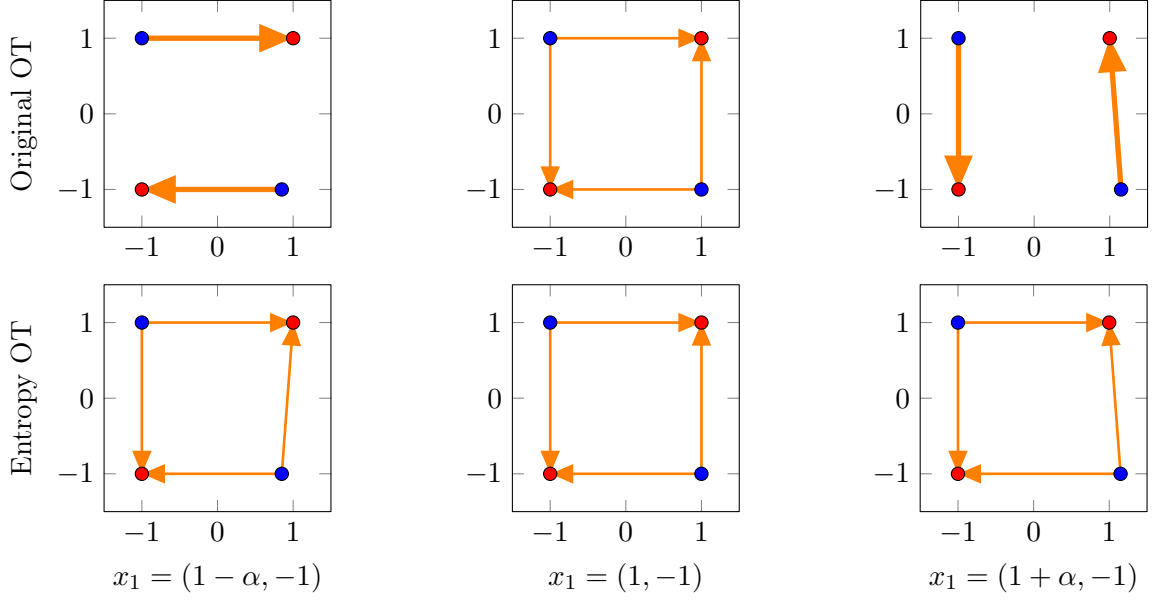 Original OT
1
0
−1
−1 0 1
1
0
−1
−1 0 1
1
0
−1
−1 0 1
Entropy OT
1
0
−1
−1 0 1
1
0
−1
−1 0 1
1
0
−1
−1 0 1
x₁ = (1 − α, −1)
x₁ = (1, −1)
x₁ = (1 + α, −1)